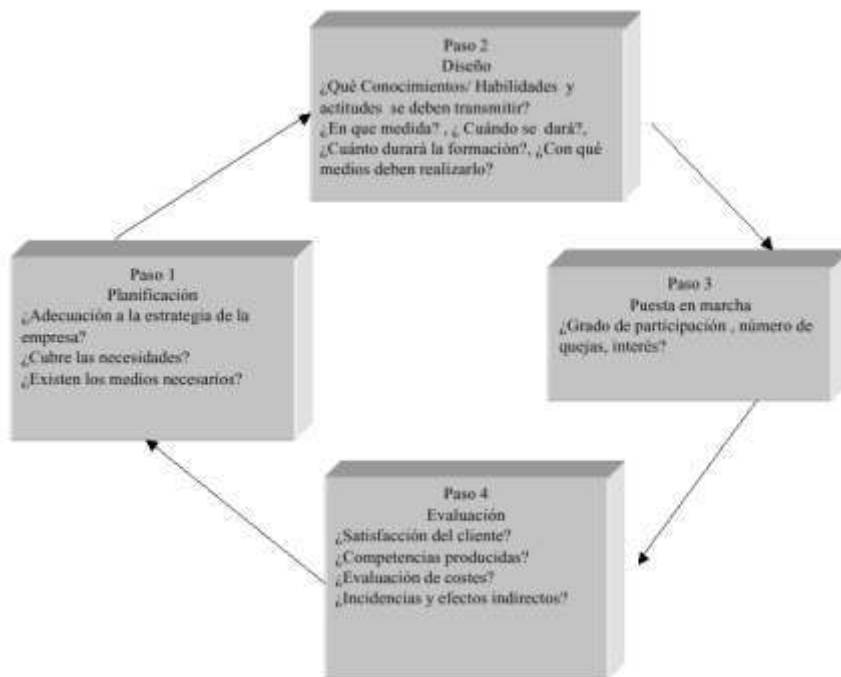 Paso 2
Diseño
¿Qué Conocimientos/ Habilidades y
actitudes se deben transmitir?
¿En que medida? , ¿ Cuándo se dará?,
¿Cuánto durará la formación?, ¿Con qué
medios deben realizarlo?
Paso 1
Planificación
¿Adecuación a la estrategia de la
empresa?
¿Cubre las necesidades?
¿Existen los medios necesarios?
Paso 3
Puesta en marcha
¿Grado de participación , número de
quejas, interés?
Paso 4
Evaluación
¿Satisfacción del cliente?
¿Competencias producidas?
¿Evaluación de costes?
¿Incidencias y efectos indirectos?